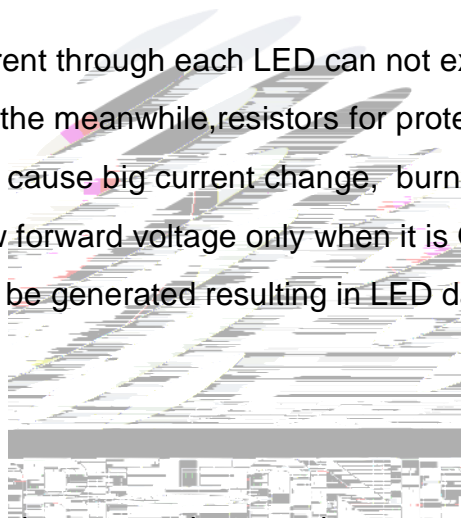 rent through each LED can not ex
the meanwhile,resistors for prote
cause big current change, burn
forward voltage only when it is
be generated resulting in LED d